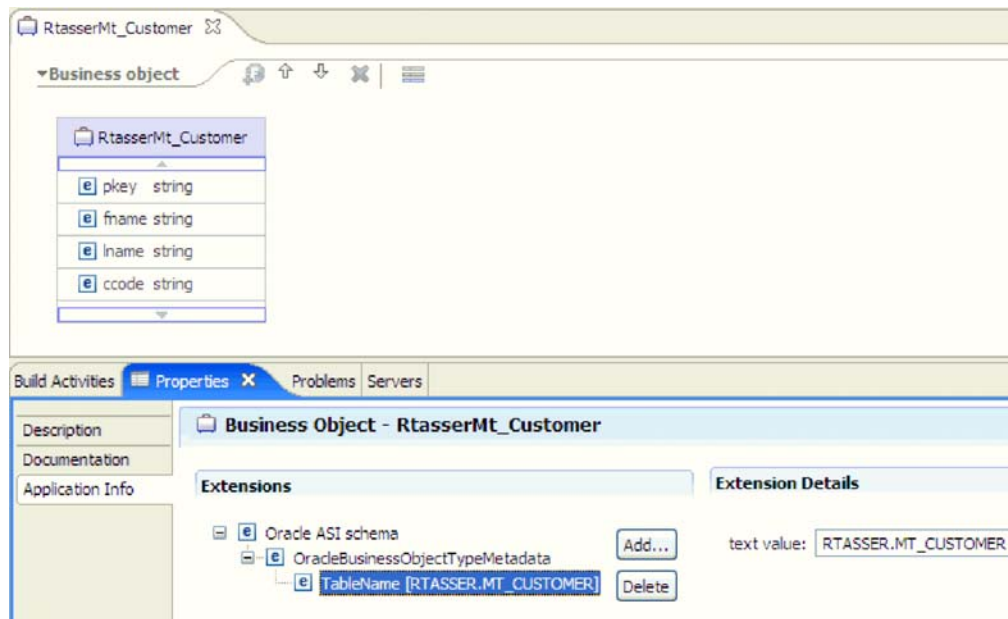 RtasserMt_Customer
Business object
RtasserMt_Customer
e pkey string
e fname string
e lname string
e ccode string
Build Activities Properties Problems Servers
Description
Documentation
Application Info
Business Object - RtasserMt_Customer
Extensions
e Oracle ASI schema
e OracleBusinessObjectTypeMetadata
e TableName [RTASSER.MT_CUSTOMER]
Add...
Delete
Extension Details
text value: RTASSER.MT_CUSTOMER